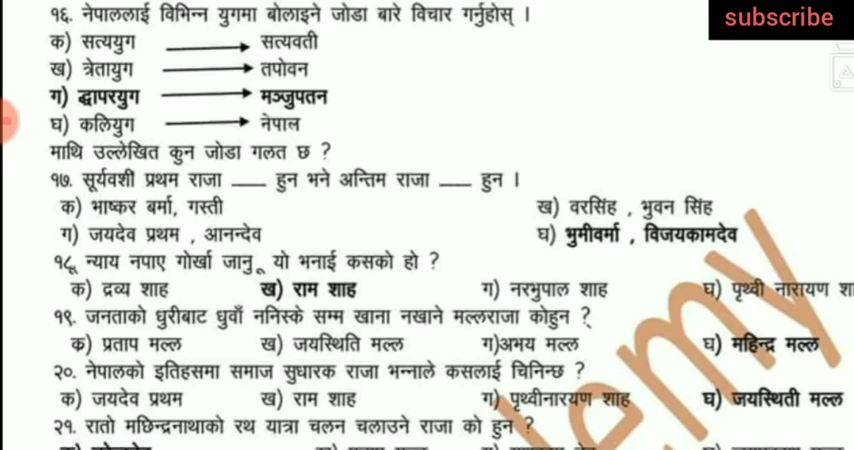 subscribe
१६. नेपाललाई विभिन्न युगमा बोलाइने जोडा बारे विचार गर्नुहोस् ।
क) सत्ययुग → सत्यवती
ख) त्रेतायुग → तपोवन
ग) द्धापरयुग → मञ्जुपतन
घ) कलियुग → नेपाल
माथि उल्लेखित कुन जोडा गलत छ ?
१७. सूर्यवशी प्रथम राजा ___ हुन भने अन्तिम राजा ___ हुन ।
क) भाष्कर बर्मा, गस्ती ख) वरसिंह , भुवन सिंह
ग) जयदेव प्रथम , आनन्देव घ) भुमीवर्मा , विजयकामदेव
१८. न्याय नपाए गोर्खा जानु, यो भनाई कसको हो ?
क) द्रव्य शाह ख) राम शाह ग) नरभुपाल शाह घ) पृथ्वी नारायण शा
१९. जनताको धुरीबाट धुवाँ ननिस्के सम्म खाना नखाने मल्लराजा कोहुन ?
क) प्रताप मल्ल ख) जयस्थिति मल्ल ग)अभय मल्ल घ) महिन्द्र मल्ल
२०. नेपालको इतिहसमा समाज सुधारक राजा भन्नाले कसलाई चिनिन्छ ?
क) जयदेव प्रथम ख) राम शाह ग) पृथ्वीनारयण शाह घ) जयस्थिती मल्ल
२१. रातो मछिन्द्रनाथाको रथ यात्रा चलन चलाउने राजा को हुन ?